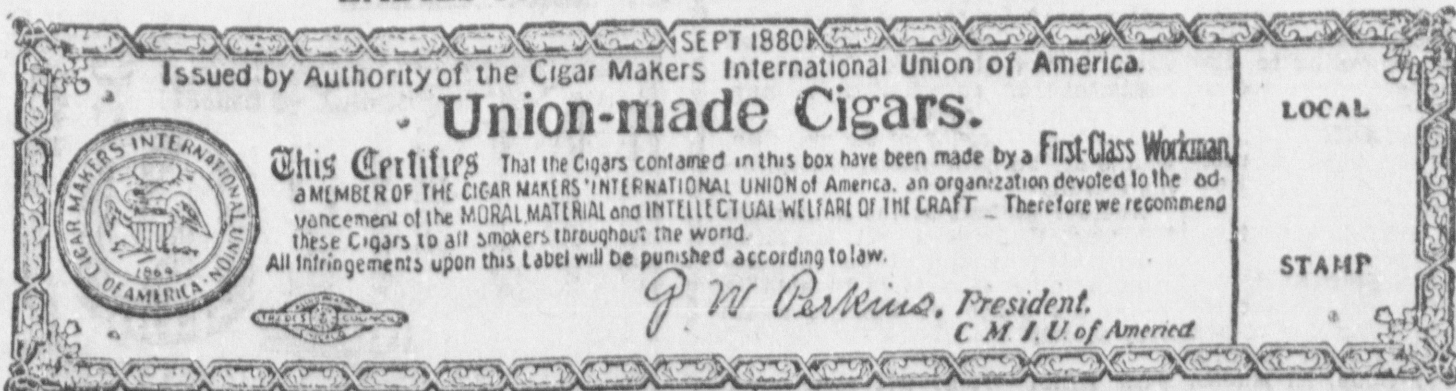 SEPT 1880
Issued by Authority of the Cigar Makers International Union of America.
Union-made Cigars.
This Certifies That the Cigars contained in this box have been made by a First-Class Workman,
a MEMBER OF THE CIGAR MAKERS' INTERNATIONAL UNION of America, an organization devoted to the ad-
vancement of the MORAL MATERIAL and INTELLECTUAL WELFARE OF THE CRAFT _ Therefore we recommend
these Cigars to all smokers throughout the world.
All Infringements upon this Label will be punished according to law.
G. W. Perkins. President.
C M. I. U. of America
CIGAR MAKERS INTERNATIONAL UNION
OF AMERICA
LOCAL
STAMP